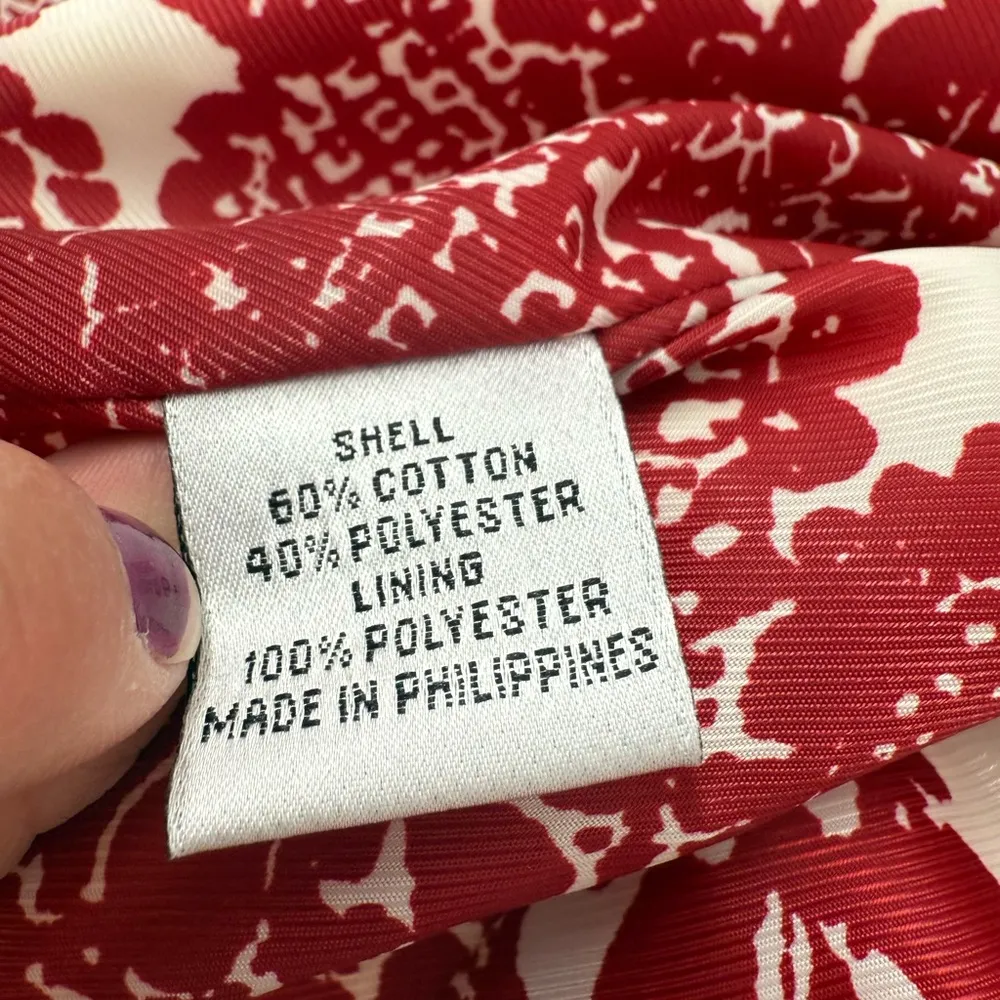 SHELL
60% COTTON
40% POLYESTER
LINING
100% POLYESTER
MADE IN PHILIPPINES